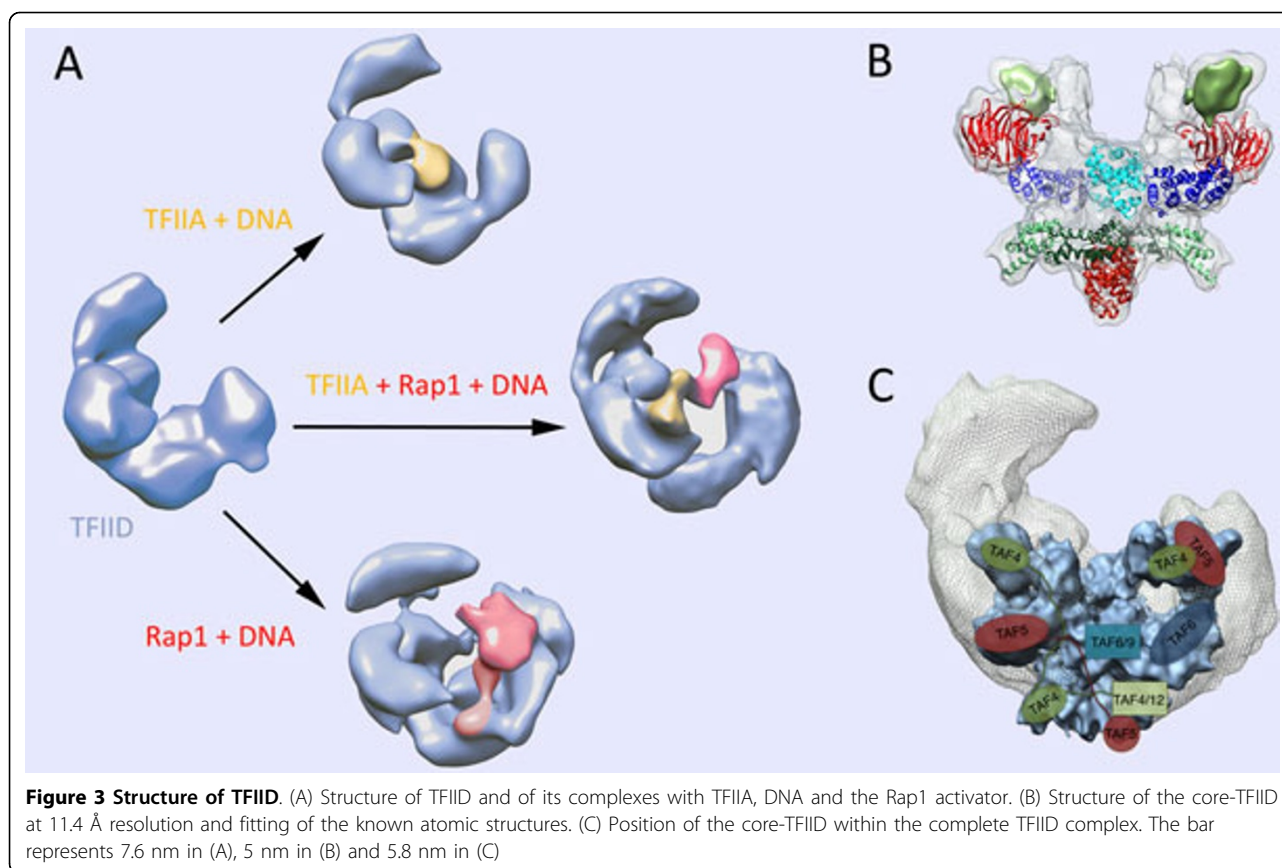 A
TFIIA + DNA
TFIIA + Rap1 + DNA
TFIID
Rap1 + DNA
B
C
TAF4
TAF4
TAF5
TAF5
TAF6/9
TAF6
TAF4
TAF4/12
TAF5
Figure 3 Structure of TFIID. (A) Structure of TFIID and of its complexes with TFIIA, DNA and the Rap1 activator. (B) Structure of the core-TFIID
at 11.4 Å resolution and fitting of the known atomic structures. (C) Position of the core-TFIID within the complete TFIID complex. The bar
represents 7.6 nm in (A), 5 nm in (B) and 5.8 nm in (C)